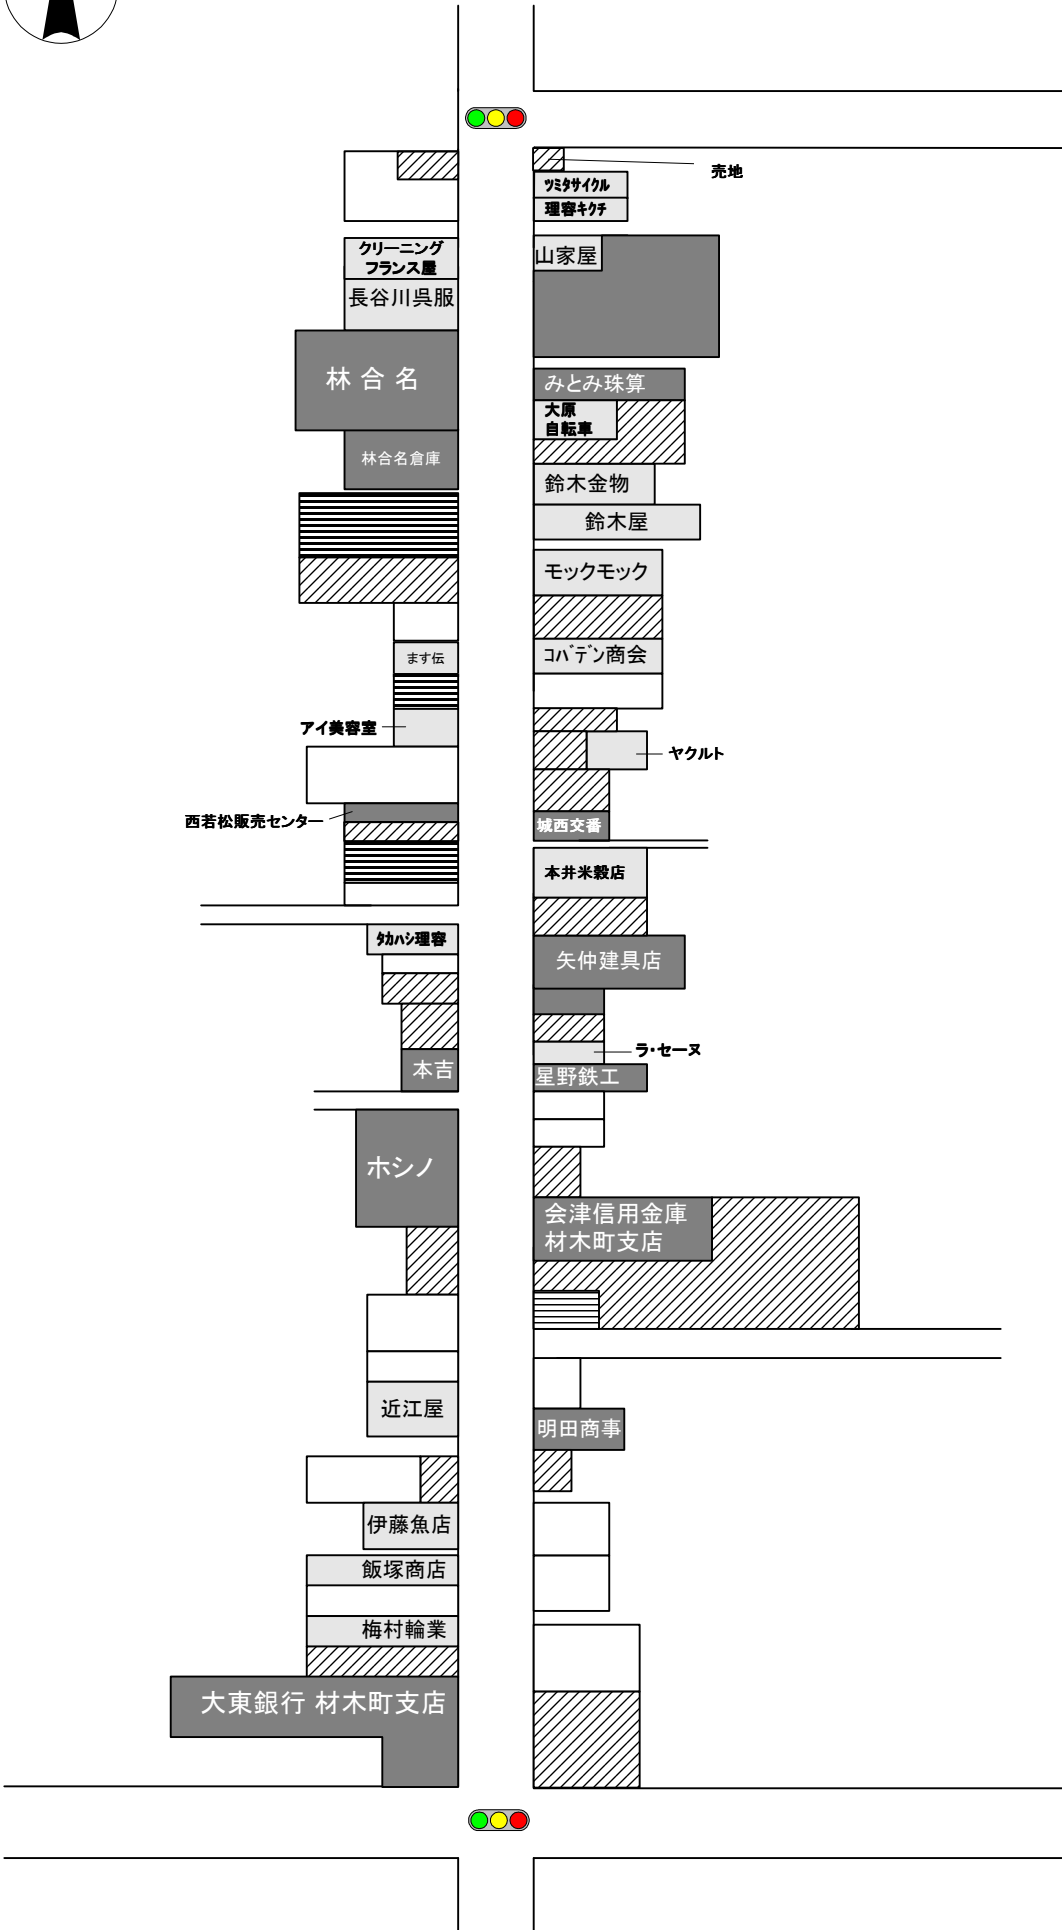 売地
ツミタサイクル
理容キクチ
クリーニング
フランス屋
山家屋
長谷川呉服
林 合 名
みとみ珠算
大原
自転車
林合名倉庫
鈴木金物
鈴木屋
モックモック
ます伝
コバデン商会
アイ美容室
ヤクルト
西若松販売センター
城西交番
本井米穀店
タカハシ理容
矢仲建具店
ラ・セーヌ
本吉
星野鉄工
ホシノ
会津信用金庫
材木町支店
近江屋
明田商事
伊藤魚店
飯塚商店
梅村輪業
大東銀行 材木町支店